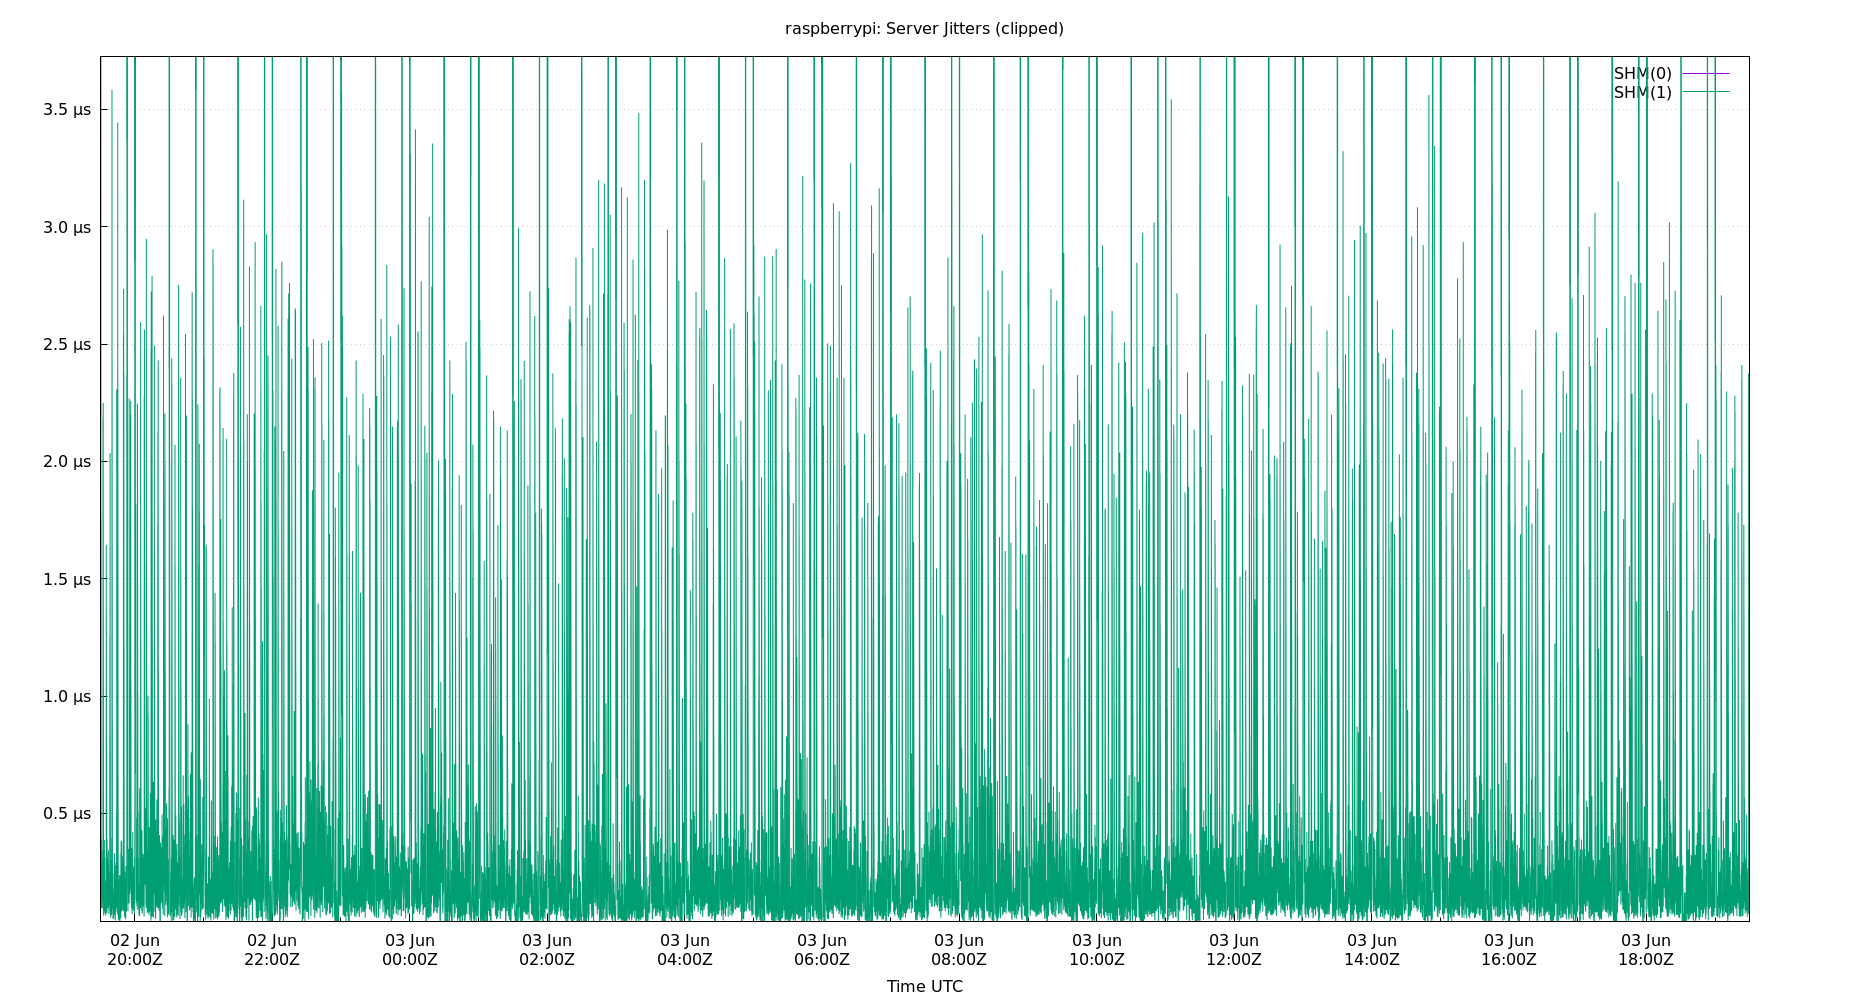 raspberrypi: Server Jitters (clipped)
SHM(0)
SHM(1)
3.5 µs
3.0 µs
2.5 µs
2.0 µs
1.5 µs
1.0 µs
0.5 µs
02 Jun 02 Jun 03 Jun 03 Jun 03 Jun 03 Jun 03 Jun 03 Jun 03 Jun 03 Jun 03 Jun 03 Jun
20:00Z 22:00Z 00:00Z 02:00Z 04:00Z 06:00Z 08:00Z 10:00Z 12:00Z 14:00Z 16:00Z 18:00Z
Time UTC